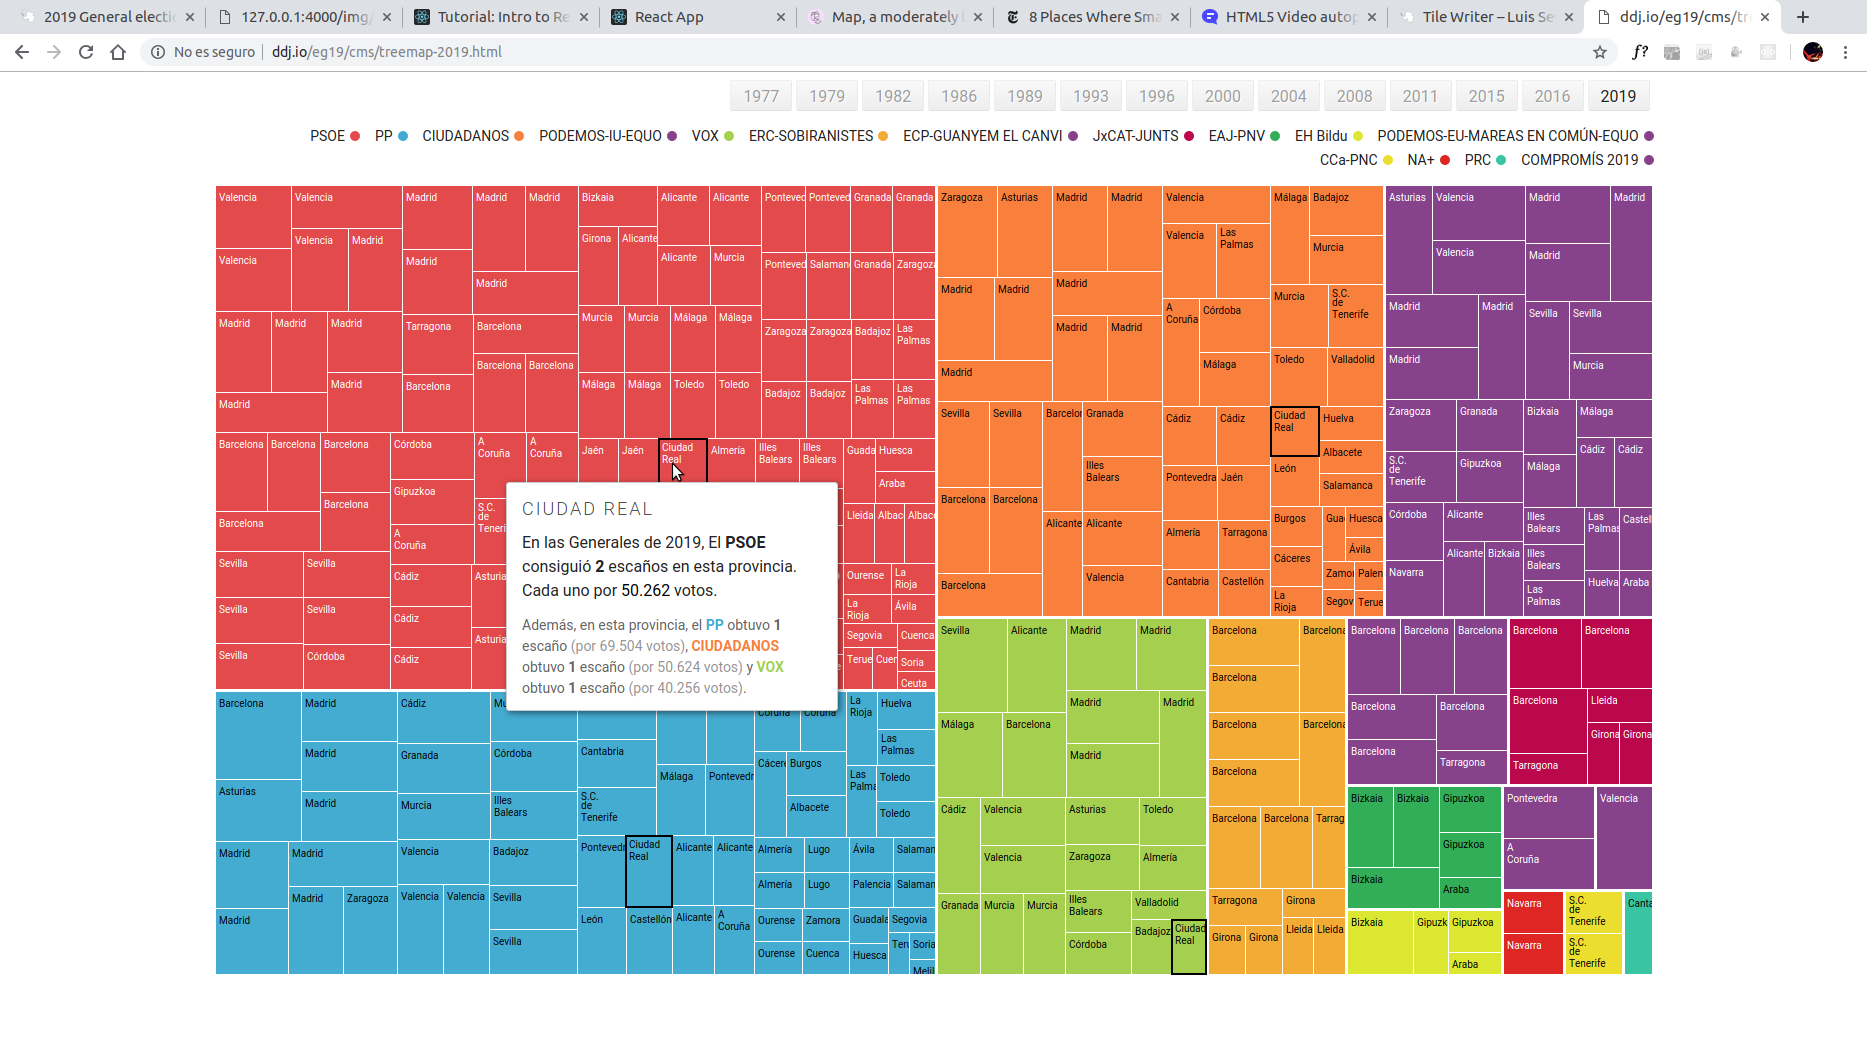 2019 General electi
127.0.0.1:4000/img/
Tutorial: Intro to Re
React App
Map, a moderately
8 Places Where Sma
HTML5 Video autop
Tile Writer – Luis Se
ddj.io/eg19/cms/tr
No es seguro ddj.io/eg19/cms/treemap-2019.html
1977 1979 1982 1986 1989 1993 1996 2000 2004 2008 2011 2015 2016 2019
PSOE PP CIUDADANOS PODEMOS-IU-EQUO VOX ERC-SOBIRANISTES ECP-GUANYEM EL CANVI JxCAT-JUNTS EAJ-PNV EH Bildu PODEMOS-EU-MAREAS EN COMÚN-EQUO
CCa-PNC NA+ PRC COMPROMÍS 2019
Valencia Valencia Madrid Madrid Madrid Bizkaia Alicante Alicante Ponteved Ponteved Granada Granada
Girona Alicante
Valencia Madrid
Valencia Madrid Alicante Murcia Ponteved Salaman Granada Zaragoza
Madrid
Madrid Madrid Madrid Tarragona Barcelona Murcia Murcia Málaga Málaga Zaragoza Zaragoza Badajoz Las Palmas
Barcelona Barcelona
Madrid Barcelona Málaga Málaga Toledo Toledo Badajoz Badajoz Las Palmas Las Palmas
Madrid
Barcelona Barcelona Barcelona Córdoba A Coruña A Coruña Jaén Jaén Ciudad Real Almería Illes Balears Illes Balears Guada Huesca
Araba
Gipuzkoa
Barcelona S.C. de Tenerif Lleida Albac Albace
Barcelona A Coruña
Sevilla Sevilla Cádiz Asturia Ourense La Rioja
Sevilla Sevilla Cádiz La Rioja Ávila
Asturia Segovia Cuenca
Sevilla Córdoba Cádiz Terue Cuer Soria
Ceuta
CIUDAD REAL
En las Generales de 2019, El PSOE
consiguió 2 escaños en esta provincia.
Cada uno por 50.262 votos.
Además, en esta provincia, el PP obtuvo 1
escaño (por 69.504 votos), CIUDADANOS
obtuvo 1 escaño (por 50.624 votos) y VOX
obtuvo 1 escaño (por 40.256 votos).
Barcelona Madrid Cádiz Mu Coruña Coruña La Rioja Huelva
Las Palmas
Madrid Granada Córdoba Cantabria Cácere Burgos
Málaga Pontevedr Las Palma Toledo
Asturias Madrid Murcia Illes Balears S.C. de Tenerife Albacete Toledo
Madrid Madrid Valencia Badajoz Pontevedr Ciudad Real Alicante Alicante Almería Lugo Ávila Salaman
Madrid Zaragoza Valencia Valencia Sevilla Almería Lugo Palencia Salaman
Madrid León Castellón Alicante A Coruña Ourense Zamora Guadala Segovia
Sevilla Ourense Cuenca Huesca Teru Soria
Melil
Zaragoza Asturias Madrid Madrid Valencia Málaga Badajoz
Valencia Las Palmas Murcia
Madrid Madrid Madrid Murcia S.C. de Tenerife
A Coruña Córdoba
Madrid Madrid
Málaga Toledo Valladolid
Madrid
Sevilla Sevilla Barcelon Granada Cádiz Cádiz Ciudad Real Huelva
Albacete
Illes Balears Pontevedra Jaén León
Salamanca
Barcelona Barcelona Alicante Alicante Almería Tarragona Burgos Gua Huesca
Ávila
Cáceres
Barcelona Valencia Cantabria Castellón Zamor Palen
La Rioja Segov Terue
Asturias Valencia Madrid Madrid
Valencia Madrid
Madrid Madrid Sevilla Sevilla
Madrid Murcia
Zaragoza Granada Bizkaia Málaga
Cádiz Cádiz
S.C. de Tenerife Gipuzkoa Málaga
Córdoba Alicante Illes Balears Las Palmas Castel
Alicante Bizkaia Illes Balears
Navarra Las Palmas Huelva Araba
Sevilla Alicante Madrid Madrid
Madrid Madrid
Málaga Barcelona
Madrid
Cádiz Valencia Asturias Toledo
Valencia Zaragoza Almería
Granada Murcia Murcia Illes Balears Valladolid
Córdoba Badajoz Ciudad Real
Barcelona Barcelona
Barcelona
Barcelona Barcelona
Barcelona
Barcelona Barcelona Tarrag
Tarragona Girona
Girona Girona Lleida Lleida
Barcelona Barcelona Barcelona
Barcelona Barcelona
Barcelona Tarragona
Barcelona Barcelona
Barcelona Lleida
Girona Girona
Tarragona
Bizkaia Bizkaia Gipuzkoa
Gipuzkoa
Bizkaia Araba
Pontevedra Valencia
A Coruña
Bizkaia Gipuzk Gipuzkoa
Araba
Navarra S.C. de Tenerife Canta
Navarra S.C. de Tenerife